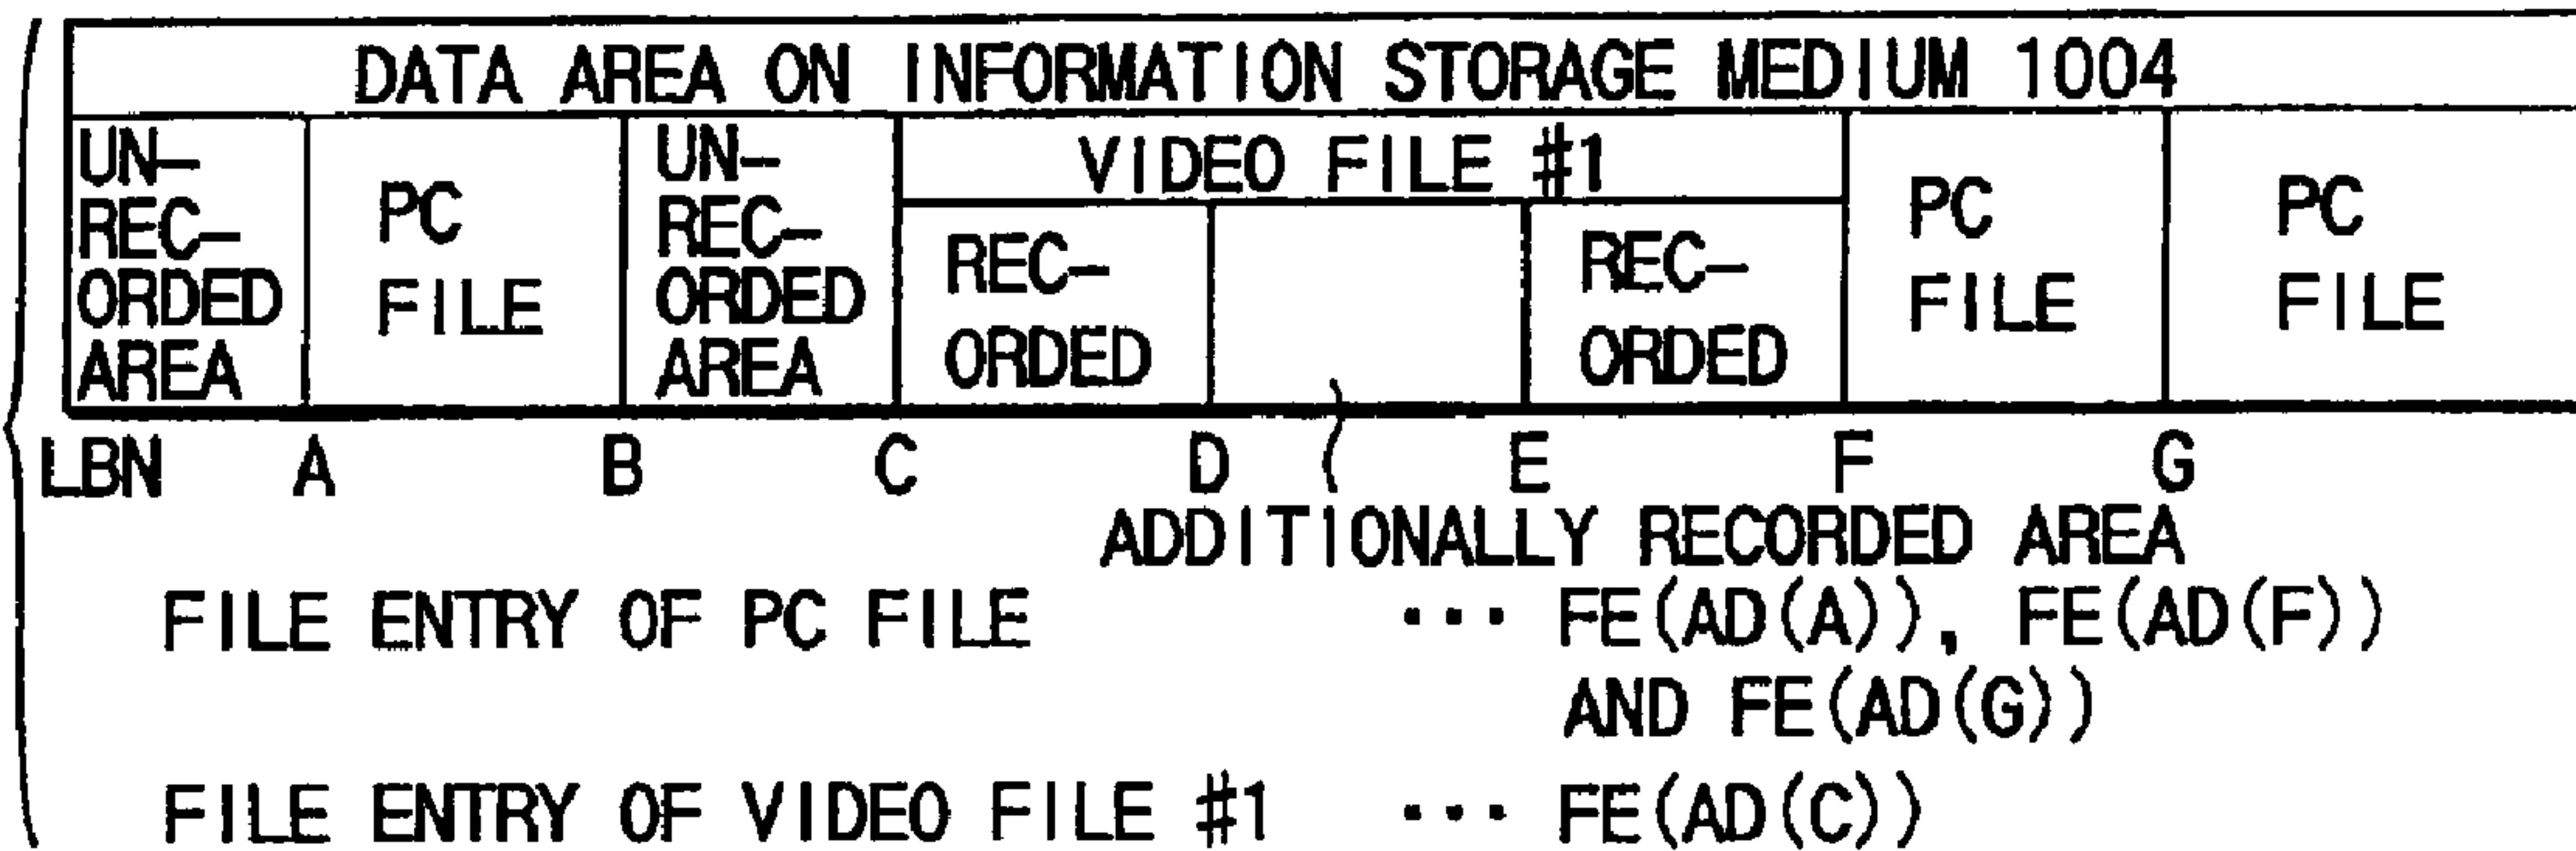 DATA AREA ON INFORMATION STORAGE MEDIUM 1004
UN-
REC-
ORDED
AREA
PC
FILE
UN-
REC-
ORDED
AREA
VIDEO FILE #1
REC-
ORDED
REC-
ORDED
PC
FILE
PC
FILE
LBN A B C D E F G
ADDITIONALLY RECORDED AREA
FILE ENTRY OF PC FILE ··· FE(AD(A)), FE(AD(F))
AND FE(AD(G))
FILE ENTRY OF VIDEO FILE #1 ··· FE(AD(C))